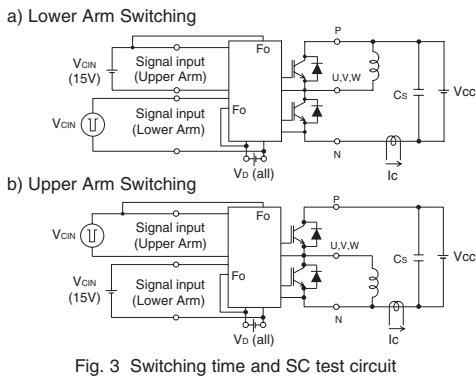 a) Lower Arm Switching
Fo
P
VCIN
(15V)
Signal input
(Upper Arm)
U,V,W
CS
Vcc
VCIN
Signal input
(Lower Arm)
Fo
VD (all)
N
Ic
b) Upper Arm Switching
Fo
P
VCIN
Signal input
(Upper Arm)
U,V,W
CS
Vcc
VCIN
(15V)
Signal input
(Lower Arm)
Fo
VD (all)
N
Ic
Fig. 3 Switching time and SC test circuit